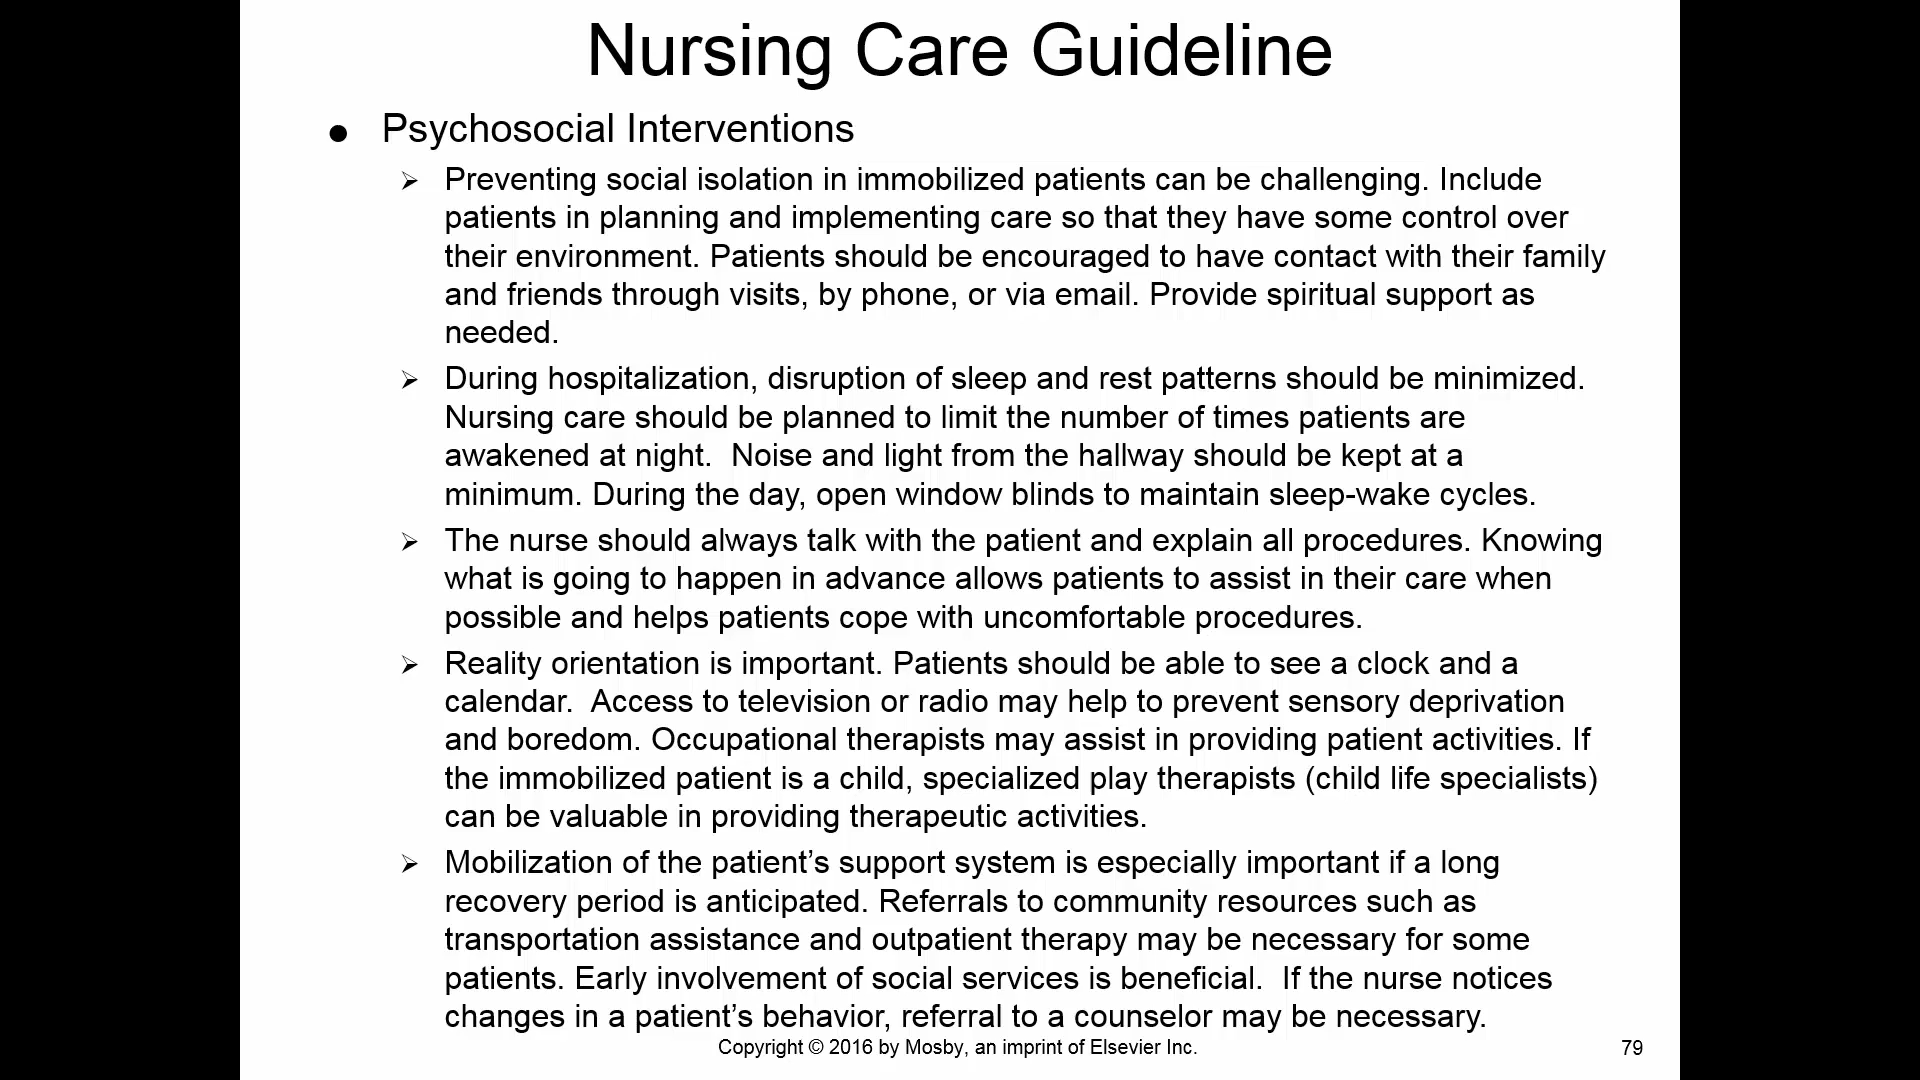 Nursing Care Guideline
● Psychosocial Interventions
➢ Preventing social isolation in immobilized patients can be challenging. Include
patients in planning and implementing care so that they have some control over
their environment. Patients should be encouraged to have contact with their family
and friends through visits, by phone, or via email. Provide spiritual support as
needed.
➢ During hospitalization, disruption of sleep and rest patterns should be minimized.
Nursing care should be planned to limit the number of times patients are
awakened at night.  Noise and light from the hallway should be kept at a
minimum. During the day, open window blinds to maintain sleep-wake cycles.
➢ The nurse should always talk with the patient and explain all procedures. Knowing
what is going to happen in advance allows patients to assist in their care when
possible and helps patients cope with uncomfortable procedures.
➢ Reality orientation is important. Patients should be able to see a clock and a
calendar.  Access to television or radio may help to prevent sensory deprivation
and boredom. Occupational therapists may assist in providing patient activities. If
the immobilized patient is a child, specialized play therapists (child life specialists)
can be valuable in providing therapeutic activities.
➢ Mobilization of the patient’s support system is especially important if a long
recovery period is anticipated. Referrals to community resources such as
transportation assistance and outpatient therapy may be necessary for some
patients. Early involvement of social services is beneficial.  If the nurse notices
changes in a patient’s behavior, referral to a counselor may be necessary.
Copyright © 2016 by Mosby, an imprint of Elsevier Inc.
79